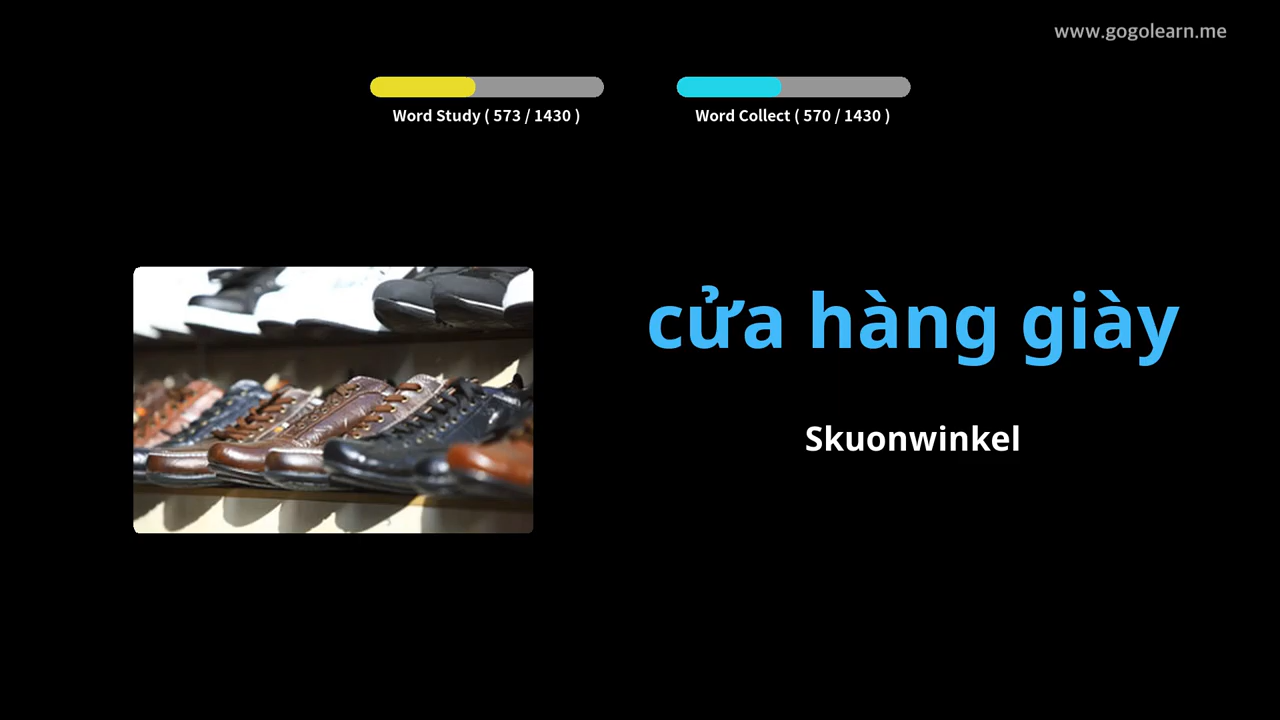 www.gogolearn.me
Word Study ( 573 / 1430 )
Word Collect ( 570 / 1430 )
cửa hàng giày
Skuonwinkel